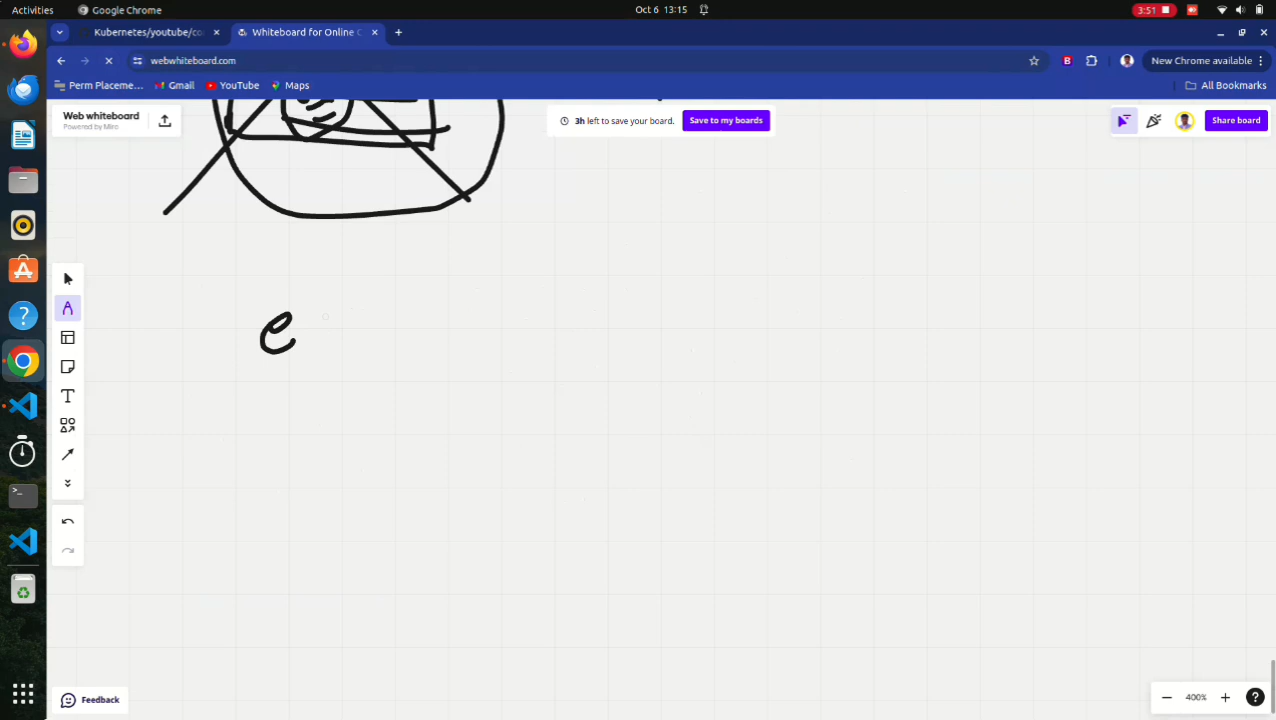 Activities
Google Chrome
Oct 6 13:15
3:51
Kubernetes/youtube/co
Whiteboard for Online C
webwhiteboard.com
New Chrome available
Perm Placeme...
Gmail
YouTube
Maps
All Bookmarks
Web whiteboard
Powered by Miro
3h left to save your board.
Save to my boards
Share board
e
T
Feedback
400%